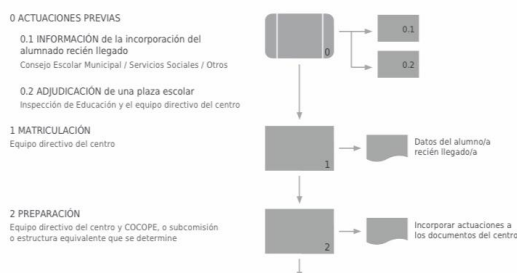 0 ACTUACIONES PREVIAS
0.1 INFORMACIÓN de la incorporación del
alumnado recién llegado
Consejo Escolar Municipal / Servicios Sociales / Otros
0.2 ADJUDICACIÓN de una plaza escolar
Inspección de Educación y el equipo directivo del centro
0
0.1
0.2
1 MATRICULACIÓN
Equipo directivo del centro
1
Datos del alumno/a
recién llegado/a
2 PREPARACIÓN
Equipo directivo del centro y COCOPE, o subcomisión
o estructura equivalente que se determine
2
Incorporar actuaciones a
los documentos del centro